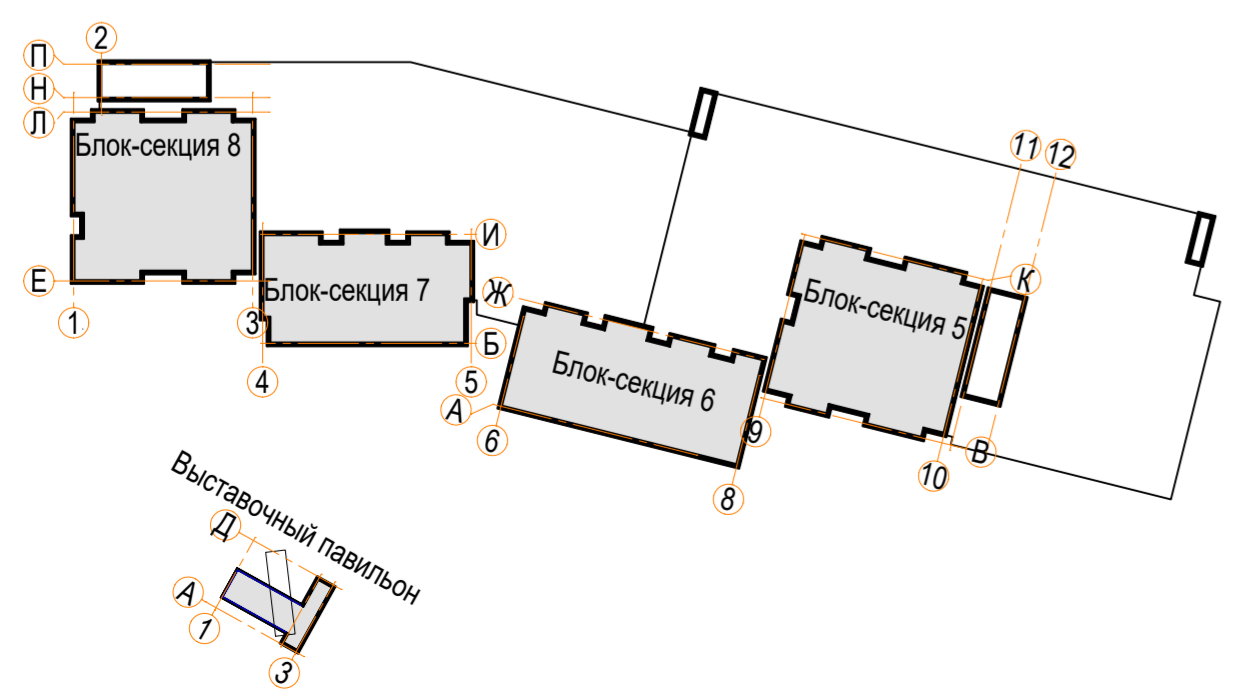 2
П
Н
Л
Блок-секция 8
Е
1
3
И
Блок-секция 7
Б
4
5
11
12
Ж
К
Блок-секция 5
Блок-секция 6
А
6
9
8
10
В
Выставочный павильон
Д
А
1
3